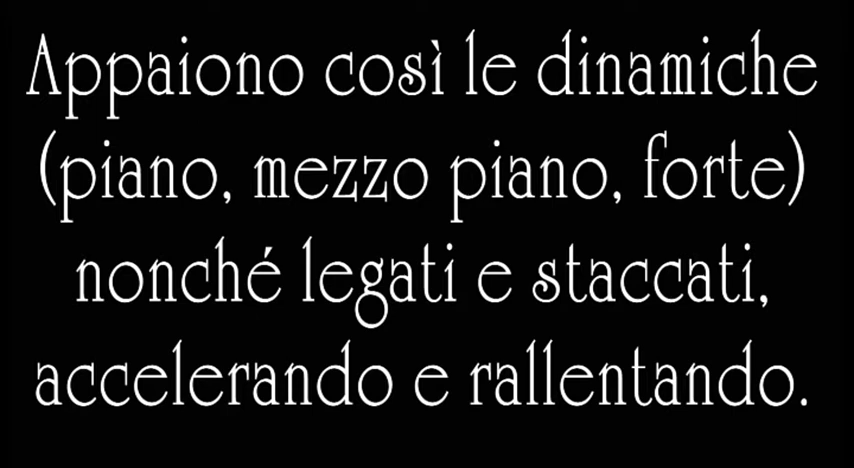 Appaiono così le dinamiche
(piano, mezzo piano, forte)
nonché legati e staccati,
accelerando e rallentando.